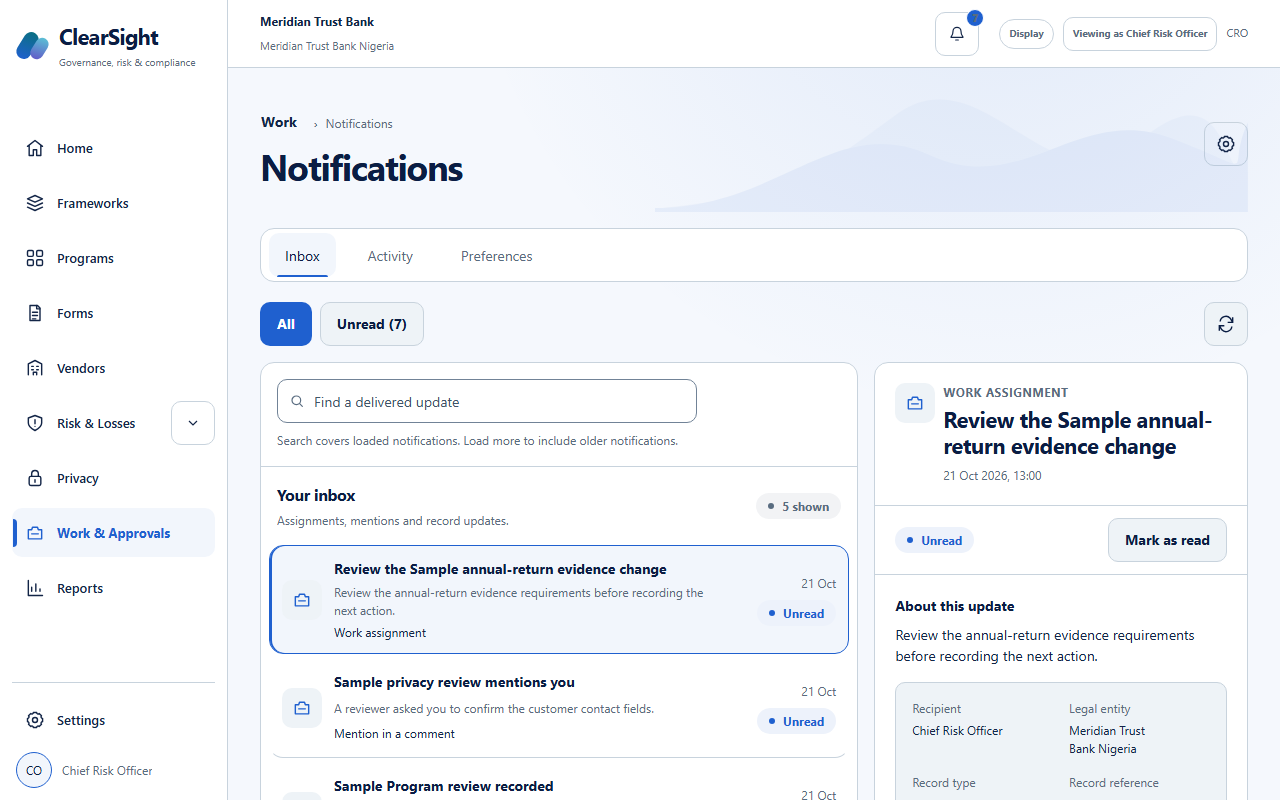 ClearSight
Governance, risk & compliance
Home
Frameworks
Programs
Forms
Vendors
Risk & Losses
Privacy
Work & Approvals
Reports
Settings
CO
Chief Risk Officer
Meridian Trust Bank
Meridian Trust Bank Nigeria
7
Display
Viewing as Chief Risk Officer
CRO
Work › Notifications
Notifications
Inbox
Activity
Preferences
All
Unread (7)
Find a delivered update
Search covers loaded notifications. Load more to include older notifications.
Your inbox
Assignments, mentions and record updates.
5 shown
Review the Sample annual-return evidence change
Review the annual-return evidence requirements before recording the
next action.
Work assignment
21 Oct
Unread
Sample privacy review mentions you
A reviewer asked you to confirm the customer contact fields.
Mention in a comment
21 Oct
Unread
Sample Program review recorded
21 Oct
WORK ASSIGNMENT
Review the Sample annual-
return evidence change
21 Oct 2026, 13:00
Unread
Mark as read
About this update
Review the annual-return evidence requirements
before recording the next action.
Recipient
Chief Risk Officer
Legal entity
Meridian Trust
Bank Nigeria
Record type
Record reference